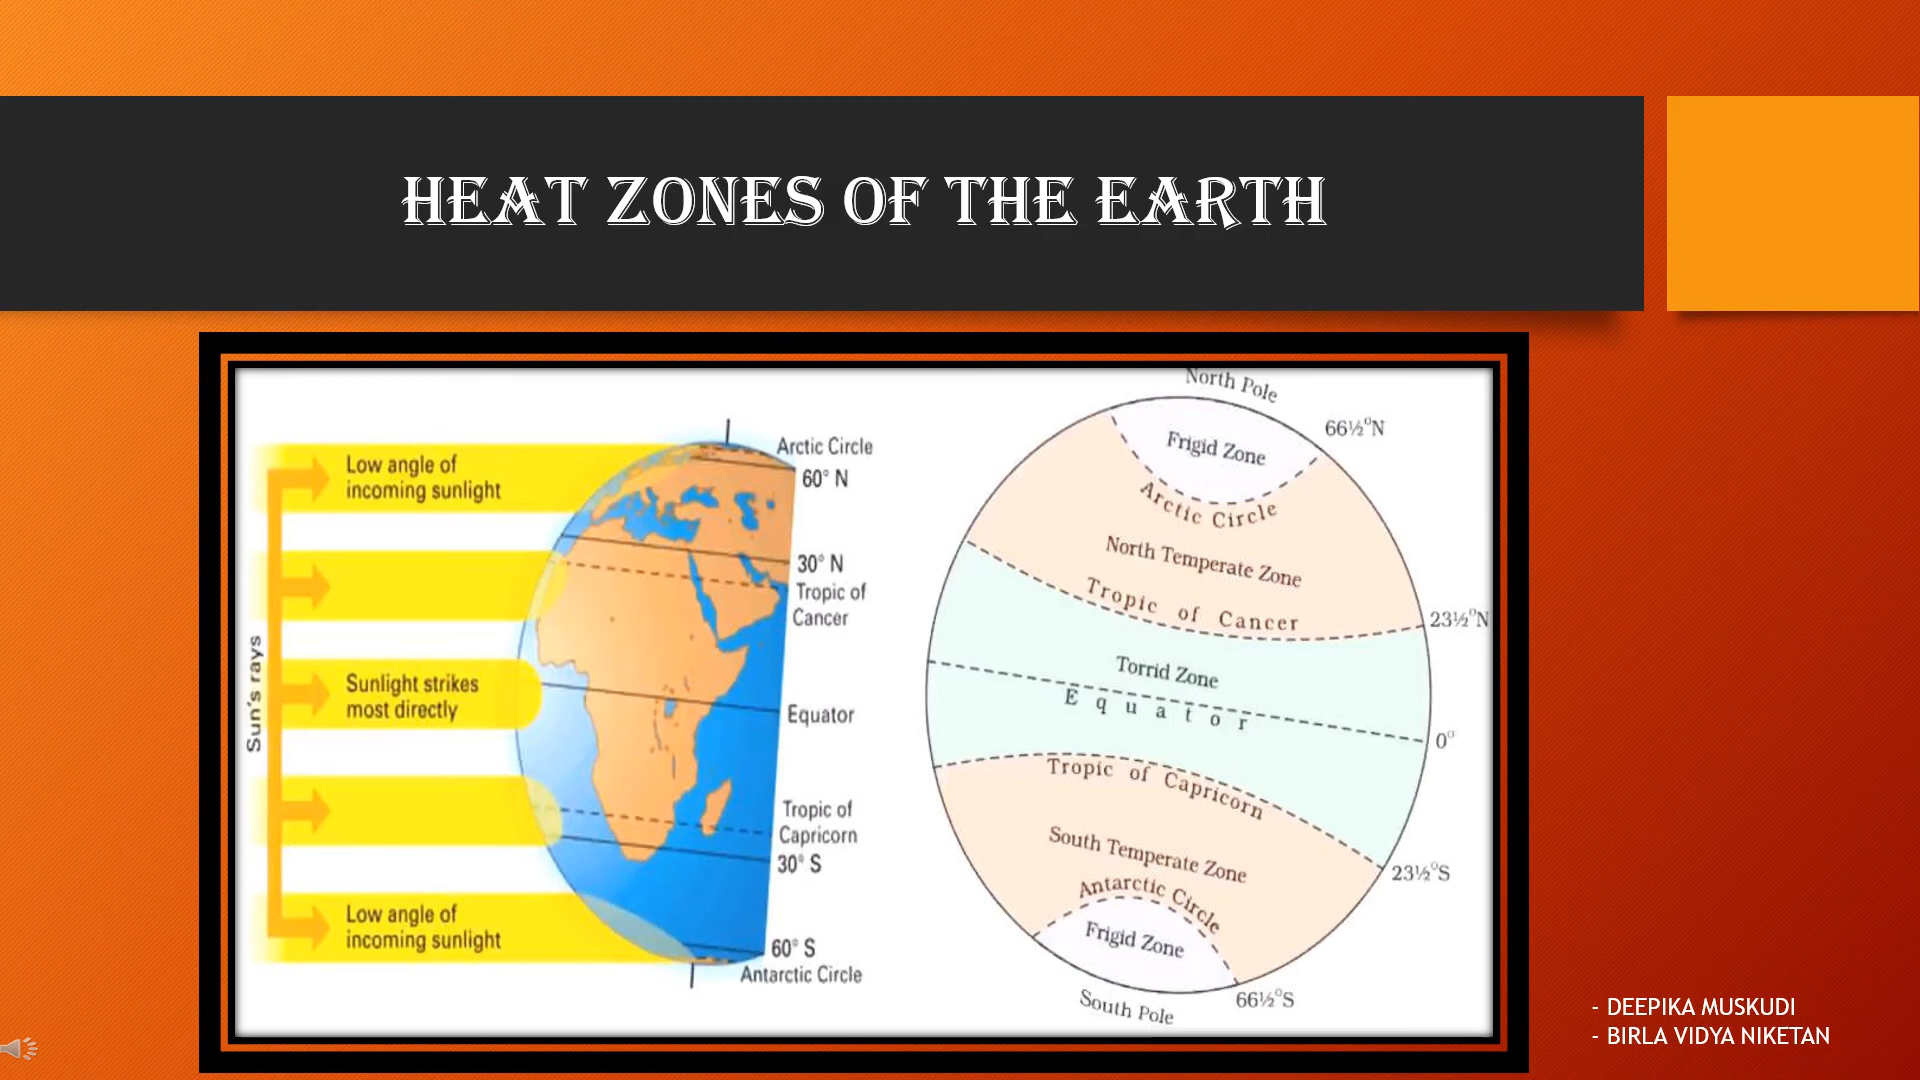 HEAT ZONES OF THE EARTH
Sun's rays
Low angle of
incoming sunlight
Sunlight strikes
most directly
Low angle of
incoming sunlight
Arctic Circle
60° N
30° N
Tropic of
Cancer
Equator
Tropic of
Capricorn
30° S
60° S
Antarctic Circle
North Pole
66½°N
Frigid Zone
Arctic Circle
North Temperate Zone
Tropic of Cancer
23½°N
Torrid Zone
Equator
0°
Tropic of Capricorn
South Temperate Zone
23½°S
Antarctic Circle
Frigid Zone
66½°S
South Pole
- DEEPIKA MUSKUDI
- BIRLA VIDYA NIKETAN